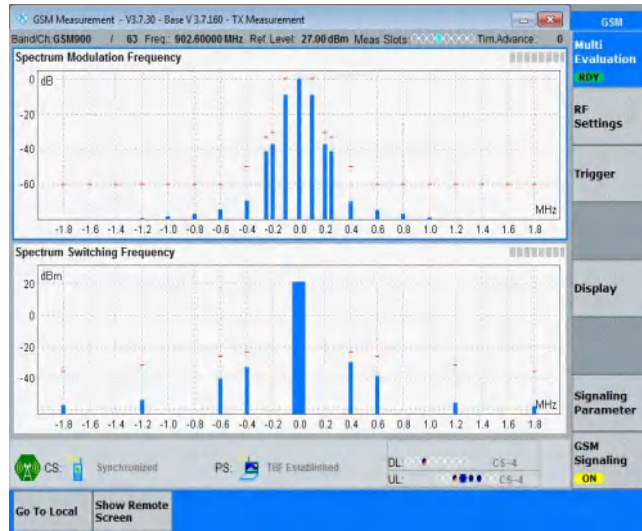 GSM Measurement - V3.7.30 - Base V 3.7.160 - TX Measurement
GSM
Band/Ch: GSM900 / 63 Freq.: 902.60000 MHz Ref. Level: 27.00 dBm Meas Slots: Tim.Advance: 0
Multi Evaluation
RDY
Spectrum Modulation Frequency
dB
0
-20
-40
-60
MHz
-1.8 -1.6 -1.4 -1.2 -1.0 -0.8 -0.6 -0.4 -0.2 0.0 0.2 0.4 0.6 0.8 1.0 1.2 1.4 1.6 1.8
RF Settings
Trigger
Spectrum Switching Frequency
dBm
20
0
-20
-40
MHz
-1.8 -1.6 -1.4 -1.2 -1.0 -0.8 -0.6 -0.4 -0.2 0.0 0.2 0.4 0.6 0.8 1.0 1.2 1.4 1.6 1.8
Display
Signaling Parameter
CS: Synchronized PS: TBF Established DL: CS-4
UL: CS-4
GSM Signaling
ON
Go To Local
Show Remote Screen